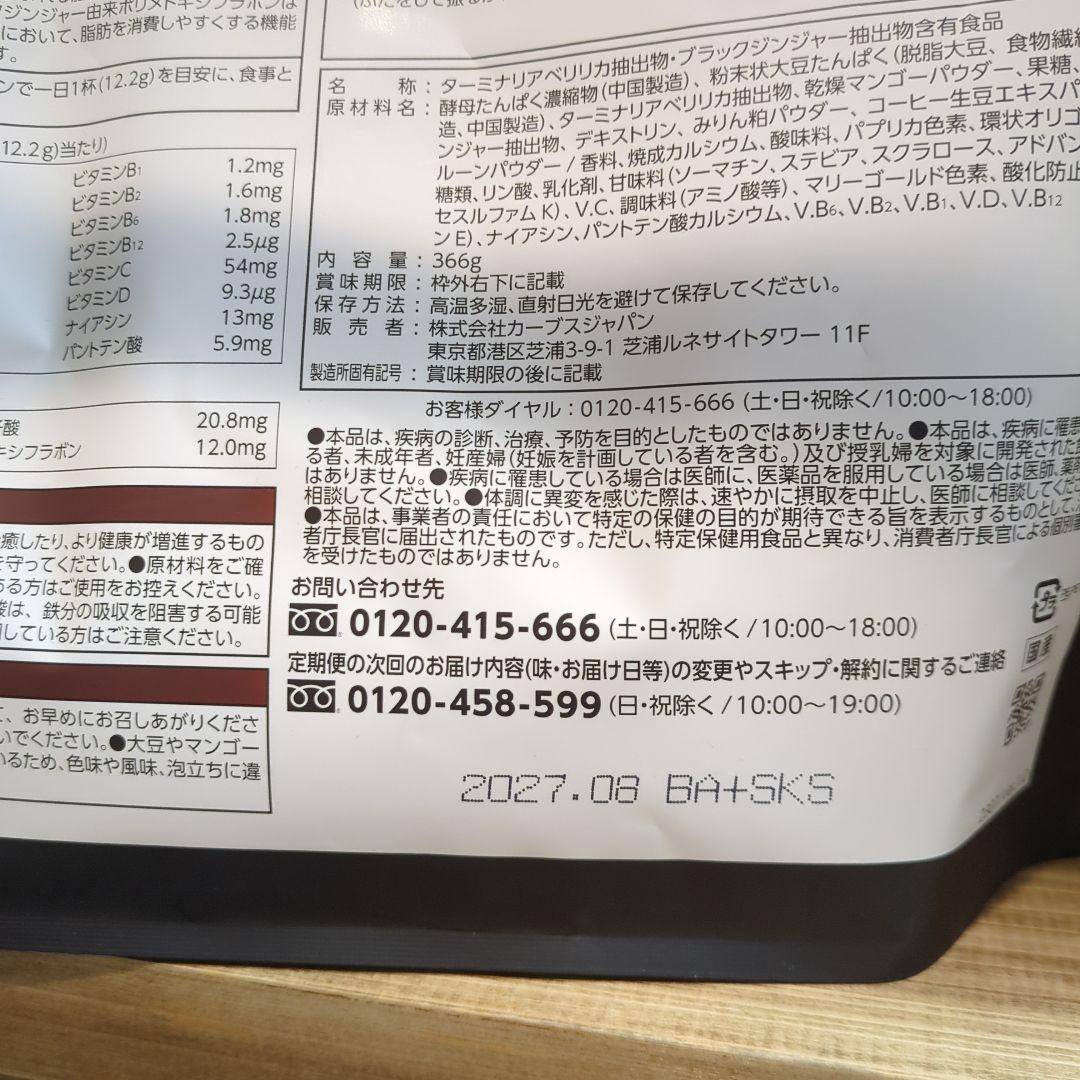 ジンジャー由来ポリメトキシフラボンは
において、脂肪を消費しやすくする機能
す。
ンで一日1杯(12.2g)を目安に、食事と
12.2g)当たり)
ビタミンB1 1.2mg
ビタミンB2 1.6mg
ビタミンB6 1.8mg
ビタミンB12 2.5μg
ビタミンC 54mg
ビタミンD 9.3μg
ナイアシン 13mg
パントテン酸 5.9mg
酸 20.8mg
キシフラボン 12.0mg
癒したり、より健康が増進するもの
を守ってください。●原材料をご確
ある方はご使用をお控えください。
酸は、鉄分の吸収を阻害する可能
している方はご注意ください。
て、お早めにお召しあがりくださ
いでください。●大豆やマンゴー
いるため、色味や風味、泡立ちに違
名 称：ターミナリアベリリカ抽出物・ブラックジンジャー抽出物含有食品
原材料名：酵母たんぱく濃縮物(中国製造)、粉末状大豆たんぱく(脱脂大豆、食物繊維
造、中国製造)、ターミナリアベリリカ抽出物、乾燥マンゴーパウダー、果糖、
ンジャー抽出物、デキストリン、みりん粕パウダー、コーヒー生豆エキスパ
ルーンパウダー / 香料、焼成カルシウム、酸味料、パプリカ色素、環状オリゴ
糖類、リン酸、乳化剤、甘味料(ソーマチン、ステビア、スクラロース、アドバン
セスルファムK)、V.C、調味料(アミノ酸等)、マリーゴールド色素、酸化防止
ンE)、ナイアシン、パントテン酸カルシウム、V.B6、V.B2、V.B1、V.D、V.B12
内容量：366g
賞味期限：枠外右下に記載
保存方法：高温多湿、直射日光を避けて保存してください。
販売者：株式会社カーブスジャパン
東京都港区芝浦3-9-1 芝浦ルネサイトタワー 11F
製造所固有記号：賞味期限の後に記載
お客様ダイヤル：0120-415-666 (土・日・祝除く/10:00〜18:00)
●本品は、疾病の診断、治療、予防を目的としたものではありません。●本品は、疾病に罹患
る者、未成年者、妊産婦(妊娠を計画している者を含む。)及び授乳婦を対象に開発された
はありません。●疾病に罹患している場合は医師に、医薬品を服用している場合は医師、薬剤
相談してください。●体調に異変を感じた際は、速やかに摂取を中止し、医師に相談してくだ
●本品は、事業者の責任において特定の保健の目的が期待できる旨を表示するものとして、
者庁長官に届出されたものです。ただし、特定保健用食品と異なり、消費者庁長官による個別審
を受けたものではありません。
お問い合わせ先
0120-415-666 (土・日・祝除く/10:00〜18:00)
定期便の次回のお届け内容(味・お届け日等)の変更やスキップ・解約に関するご連絡
0120-458-599 (日・祝除く/10:00〜19:00)
国産
2027.08 BA+SKS